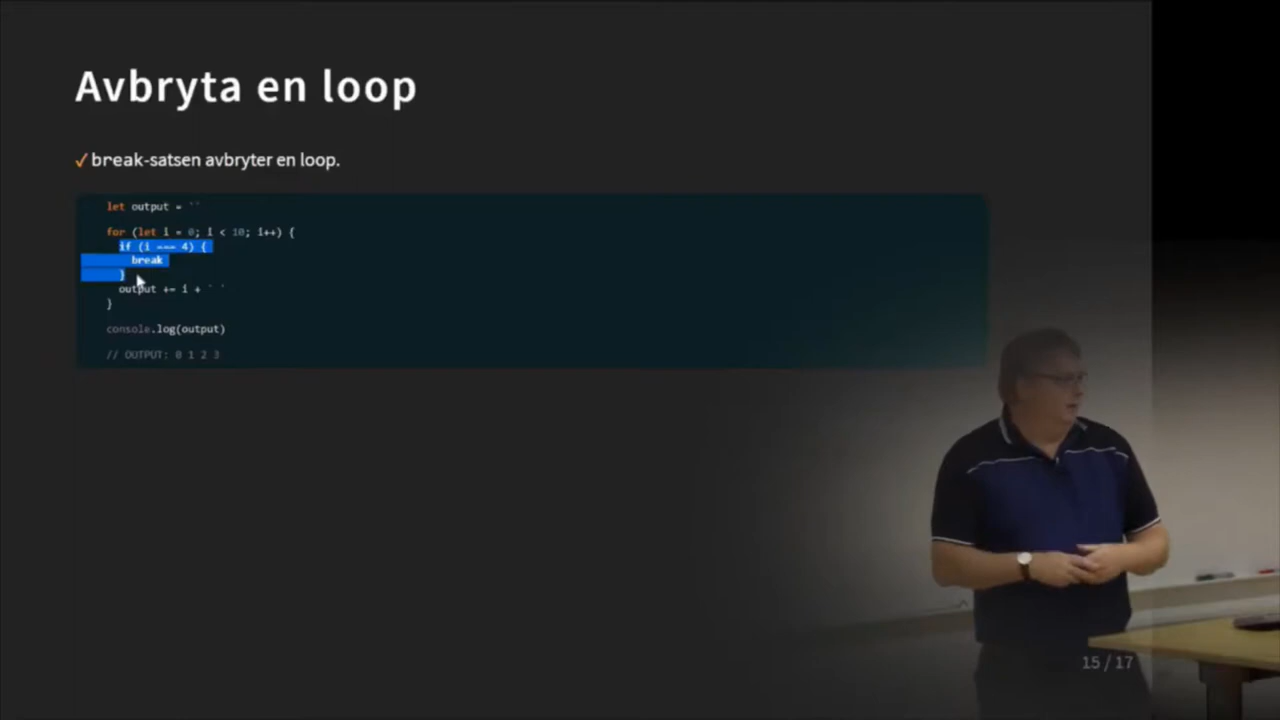 Avbryta en loop
✓ break-satsen avbryter en loop.
let output = ``
for (let i = 0; i < 10; i++) {
if (i === 4) {
break
}
output += i + ` `
}
console.log(output)
// OUTPUT: 0 1 2 3
15 / 17